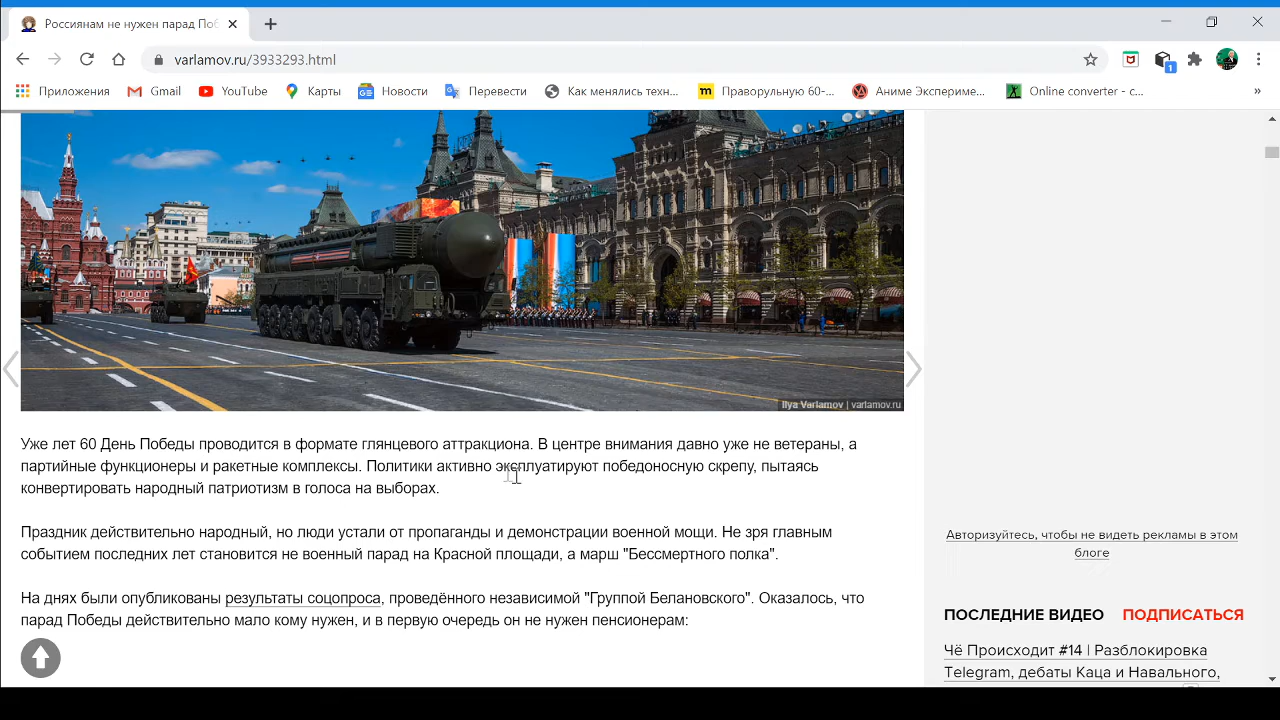 Россиянам не нужен парад Поб
varlamov.ru/3933293.html
1
Приложения
Gmail
YouTube
Карты
Новости
Перевести
Как менялись техн...
Праворульную 60-...
Аниме Экспериме...
Online converter - с...
»
Ilya Varlamov | varlamov.ru
Уже лет 60 День Победы проводится в формате глянцевого аттракциона. В центре внимания давно уже не ветераны, а
партийные функционеры и ракетные комплексы. Политики активно эксплуатируют победоносную скрепу, пытаясь
конвертировать народный патриотизм в голоса на выборах.
Праздник действительно народный, но люди устали от пропаганды и демонстрации военной мощи. Не зря главным
событием последних лет становится не военный парад на Красной площади, а марш "Бессмертного полка".
На днях были опубликованы результаты соцопроса, проведённого независимой "Группой Белановского". Оказалось, что
парад Победы действительно мало кому нужен, и в первую очередь он не нужен пенсионерам:
Авторизуйтесь, чтобы не видеть рекламы в этом
блоге
ПОСЛЕДНИЕ ВИДЕО ПОДПИСАТЬСЯ
Чё Происходит #14 | Разблокировка
Telegram, дебаты Каца и Навального,